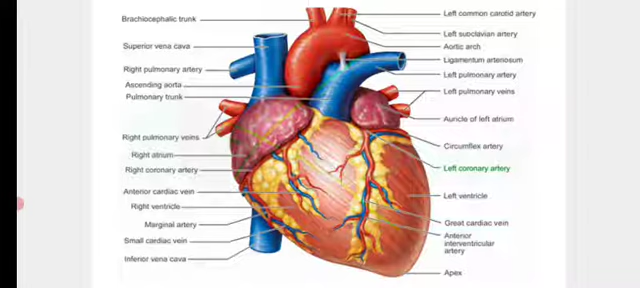 Brachiocephalic trunk
Superior vena cava
Right pulmonary artery
Ascending aorta
Pulmonary trunk
Right pulmonary veins
Right atrium
Right coronary artery
Anterior cardiac vein
Right ventricle
Marginal artery
Small cardiac vein
Inferior vena cava
Left common carotid artery
Left subclavian artery
Aortic arch
Ligamentum arteriosum
Left pulmonary artery
Left pulmonary veins
Auricle of left atrium
Circumflex artery
Left coronary artery
Left ventricle
Great cardiac vein
Anterior
interventricular
artery
Apex